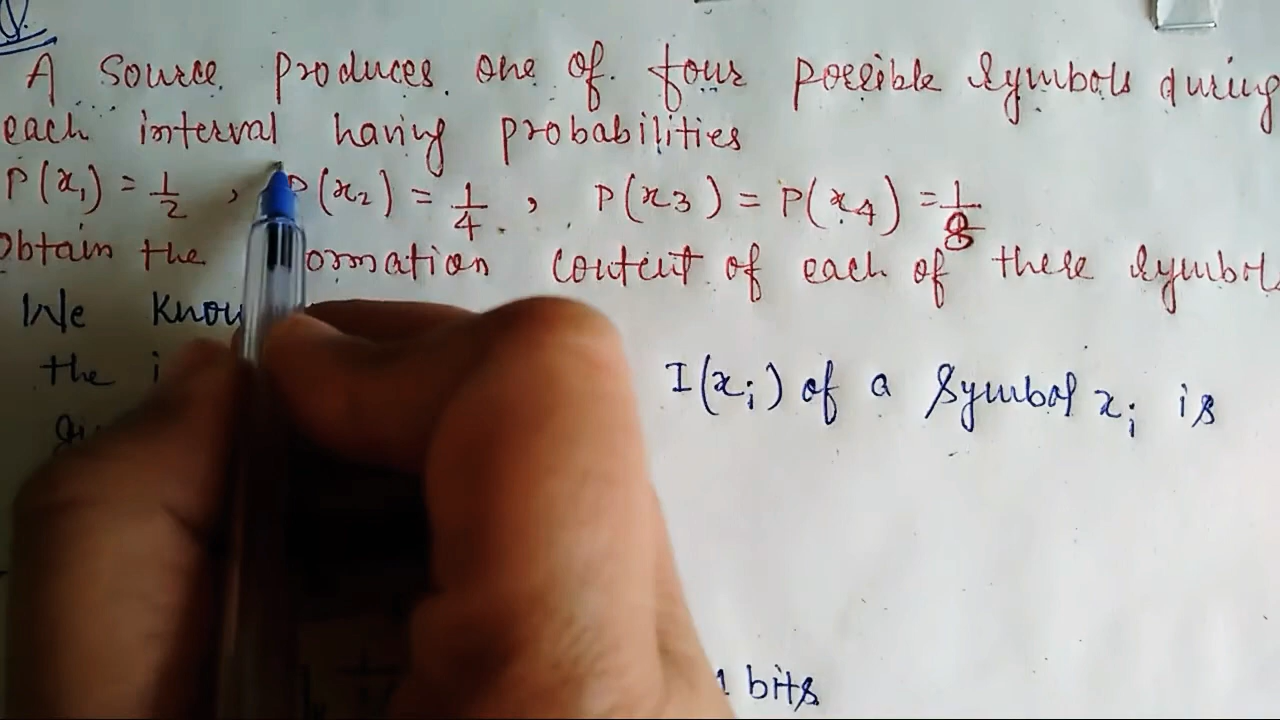 Q.
A Source Produces one of four possible symbols during
each interval having probabilities
P(x₁) = 1/2 , P(x₂) = 1/4 , P(x₃) = P(x₄) = 1/8
Obtain the ormation content of each of these symbol
We Know
the i I(xᵢ) of a Symbol xᵢ is
bits